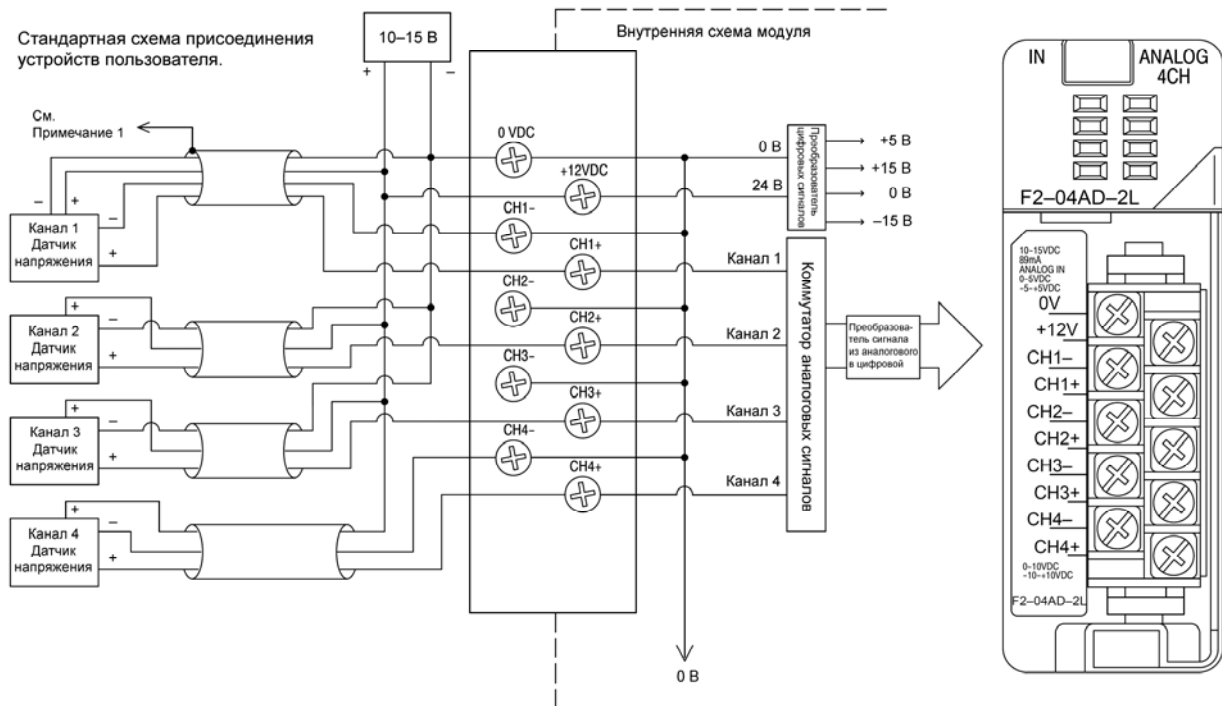 Стандартная схема присоединения
устройств пользователя.
10–15 В
+
–
Внутренняя схема модуля
См.
Примечание 1
– +
–
+
Канал 1
Датчик
напряжения
+
–
+
Канал 2
Датчик
напряжения
+
–
+
Канал 3
Датчик
напряжения
+
–
+
Канал 4
Датчик
напряжения
0 VDC
+12VDC
CH1-
CH1+
CH2-
CH2+
CH3-
CH3+
CH4-
CH4+
0 В
24 В
Канал 1
Канал 2
Канал 3
Канал 4
0 В
Преобразователь
цифровых сигналов
+5 В
+15 В
0 В
–15 В
Коммутатор аналоговых сигналов
Преобразова-
тель сигнала
из аналогового
в цифровой
IN
ANALOG
4CH
F2–04AD–2L
10–15VDC
89mA
ANALOG IN
0–5VDC
–5–+5VDC
0V
+12V
CH1–
CH1+
CH2–
CH2+
CH3–
CH3+
CH4–
CH4+
0–10VDC
–10–+10VDC
F2–04AD–2L